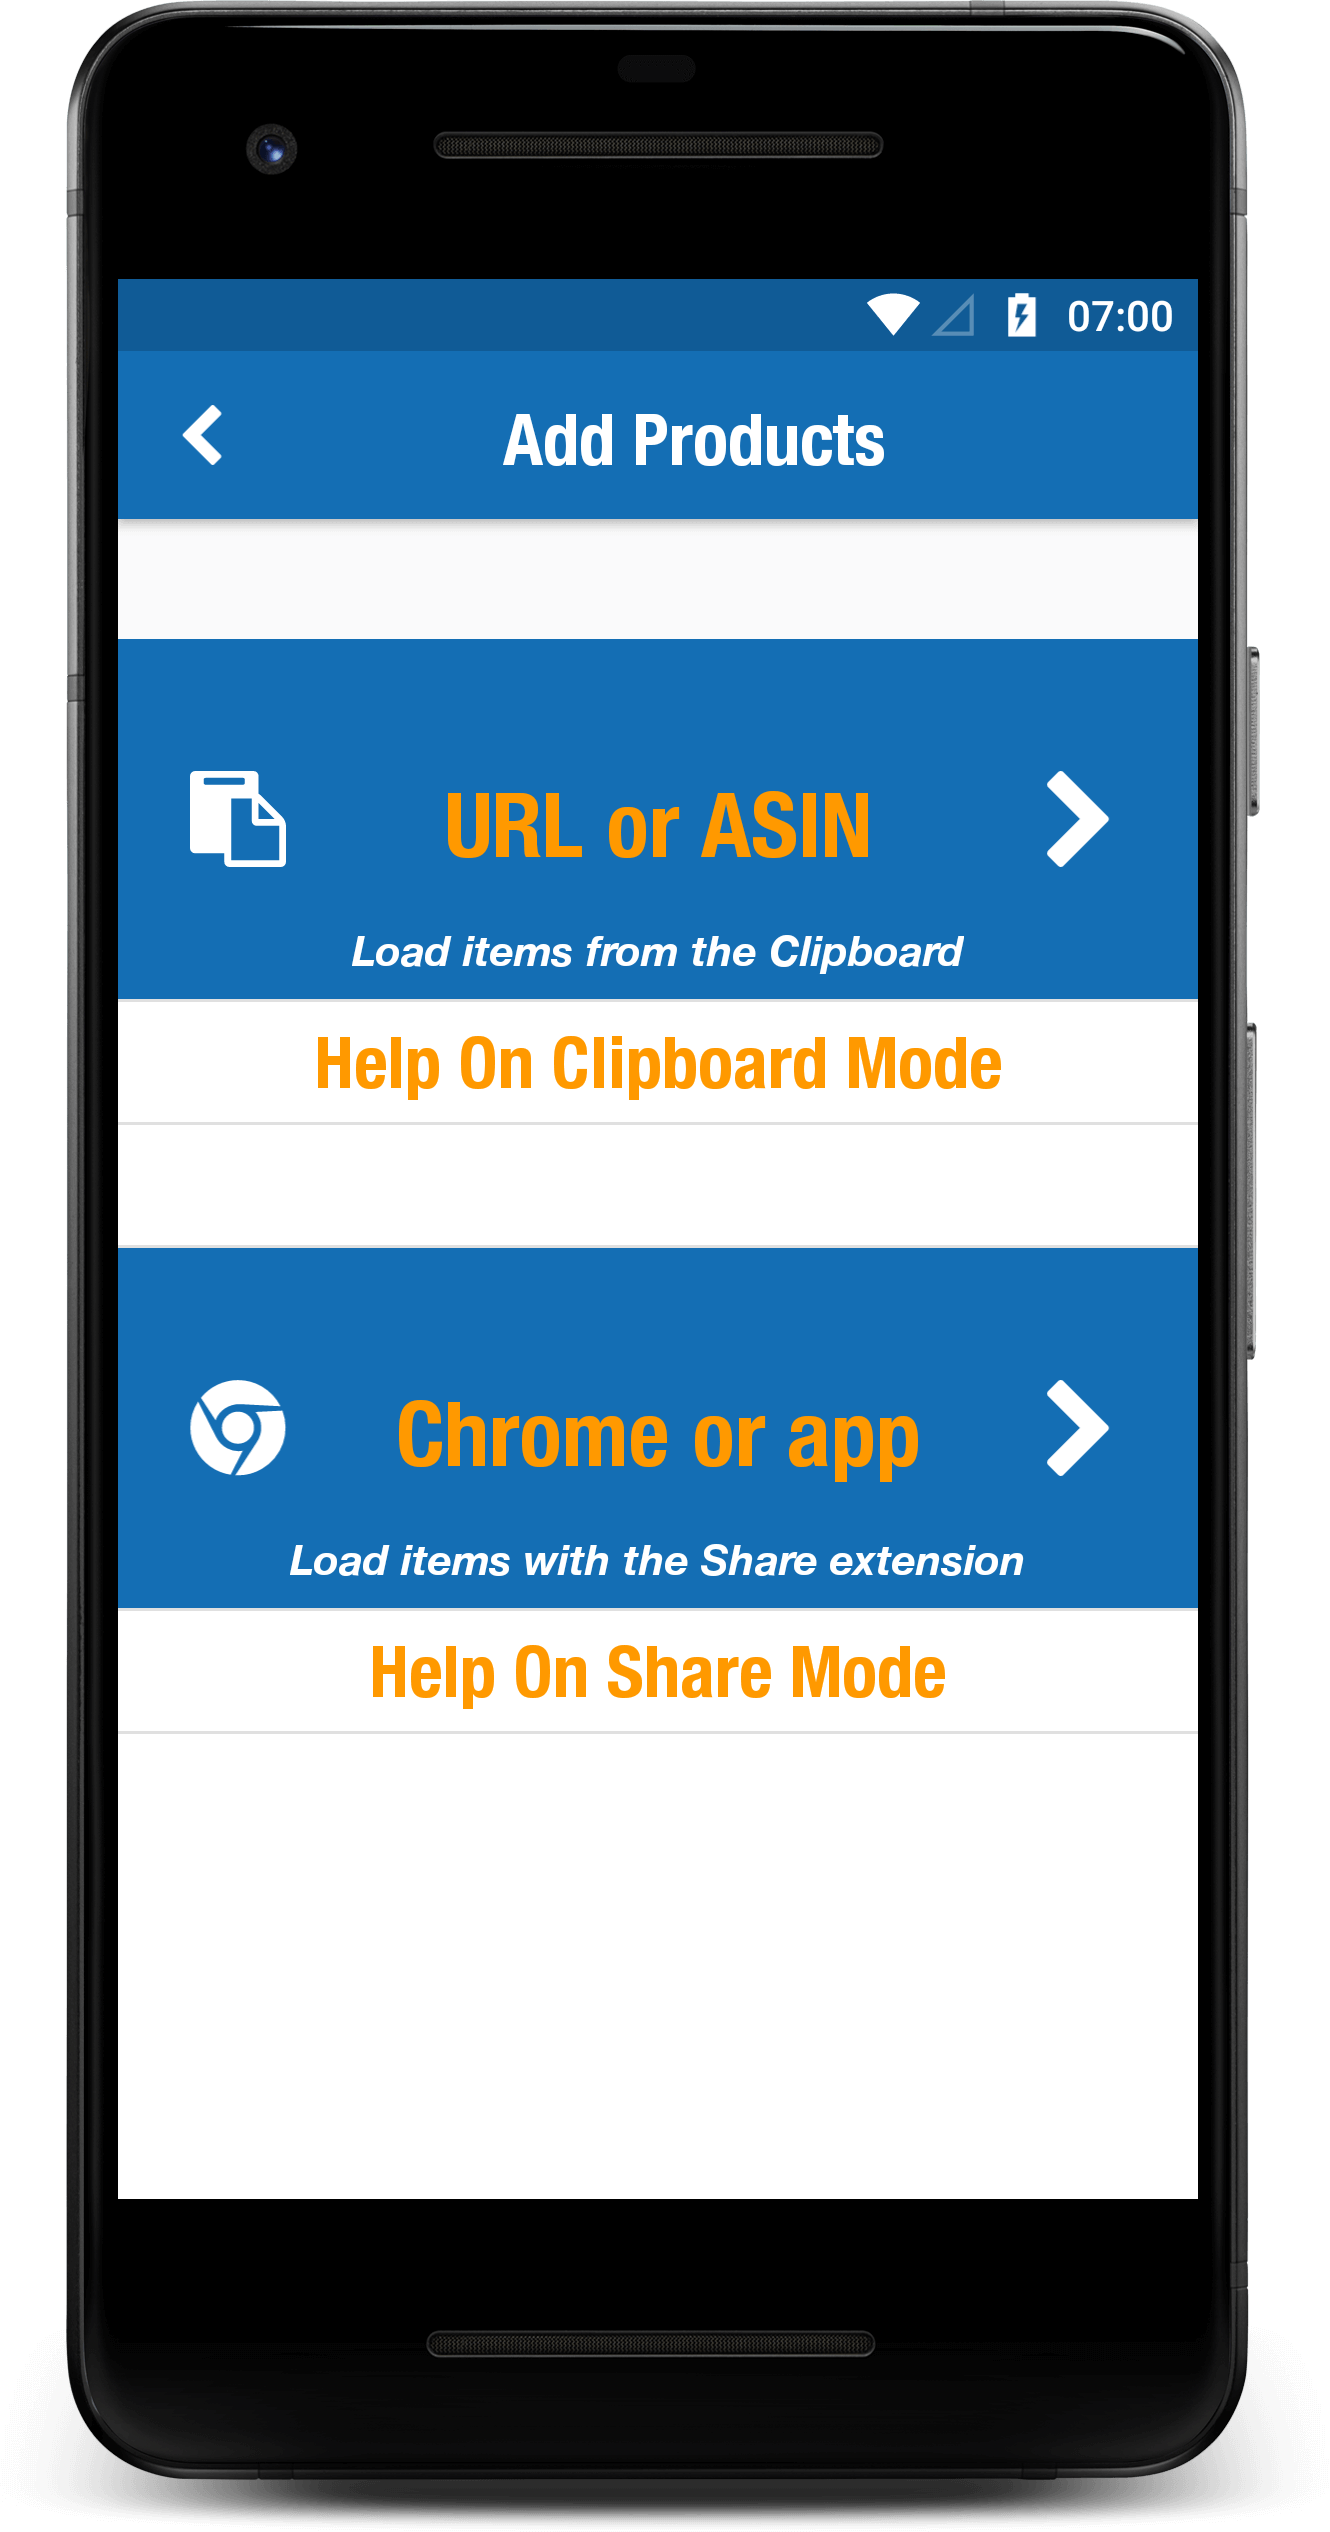 07:00
Add Products
URL or ASIN
Load items from the Clipboard
Help On Clipboard Mode
Chrome or app
Load items with the Share extension
Help On Share Mode